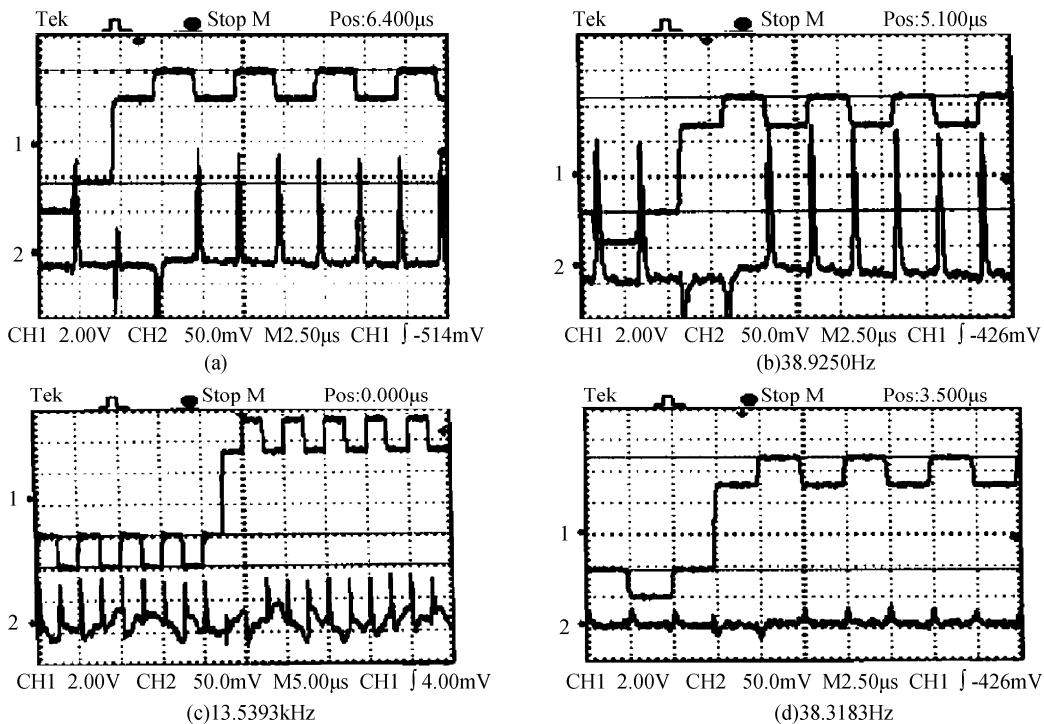 Tek Stop M Pos:6.400μs
1
2
CH1 2.00V CH2 50.0mV M2.50μs CH1 ∫-514mV
(a)
Tek Stop M Pos:5.100μs
1
2
CH1 2.00V CH2 50.0mV M2.50μs CH1 ∫-426mV
(b)38.9250Hz
Tek Stop M Pos:0.000μs
1
2
CH1 2.00V CH2 50.0mV M5.00μs CH1 ∫4.00mV
(c)13.5393kHz
Tek Stop M Pos:3.500μs
1
2
CH1 2.00V CH2 50.0mV M2.50μs CH1 ∫-426mV
(d)38.3183Hz